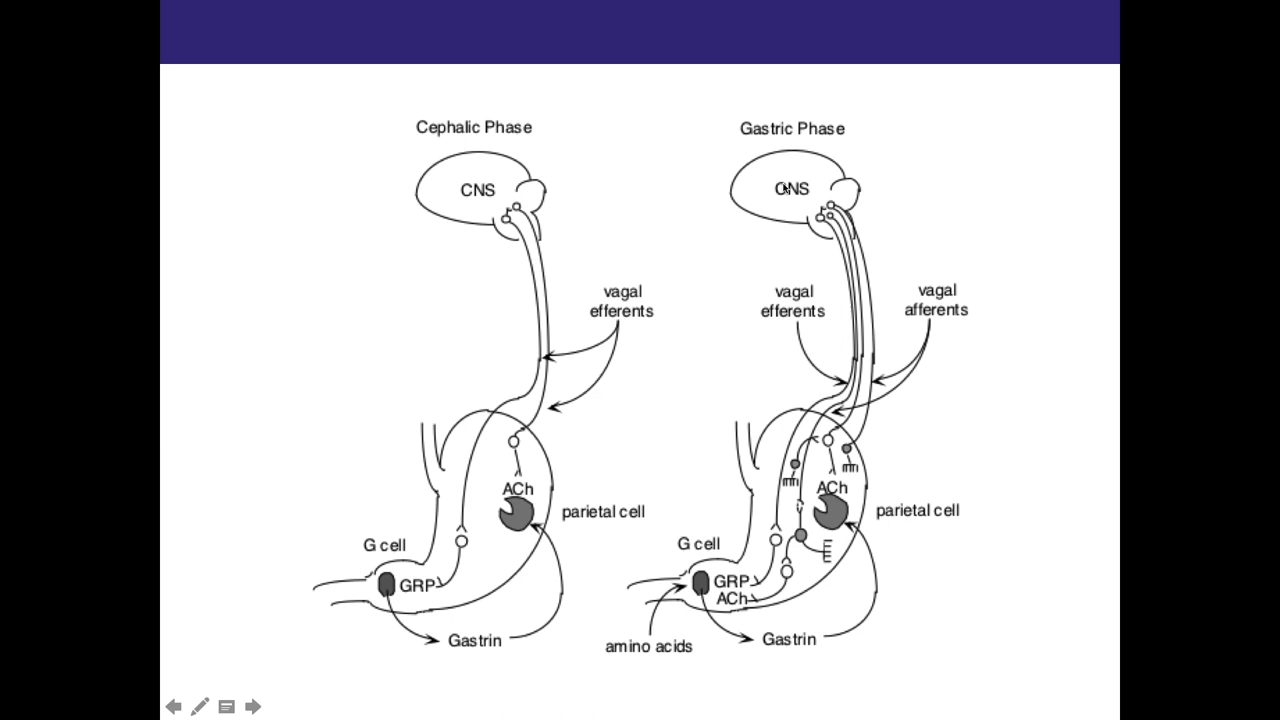 Cephalic Phase
CNS
vagal
efferents
ACh
parietal cell
G cell
GRP
Gastrin
Gastric Phase
CNS
vagal
efferents
vagal
afferents
ACh
parietal cell
G cell
GRP
ACh
amino acids
Gastrin